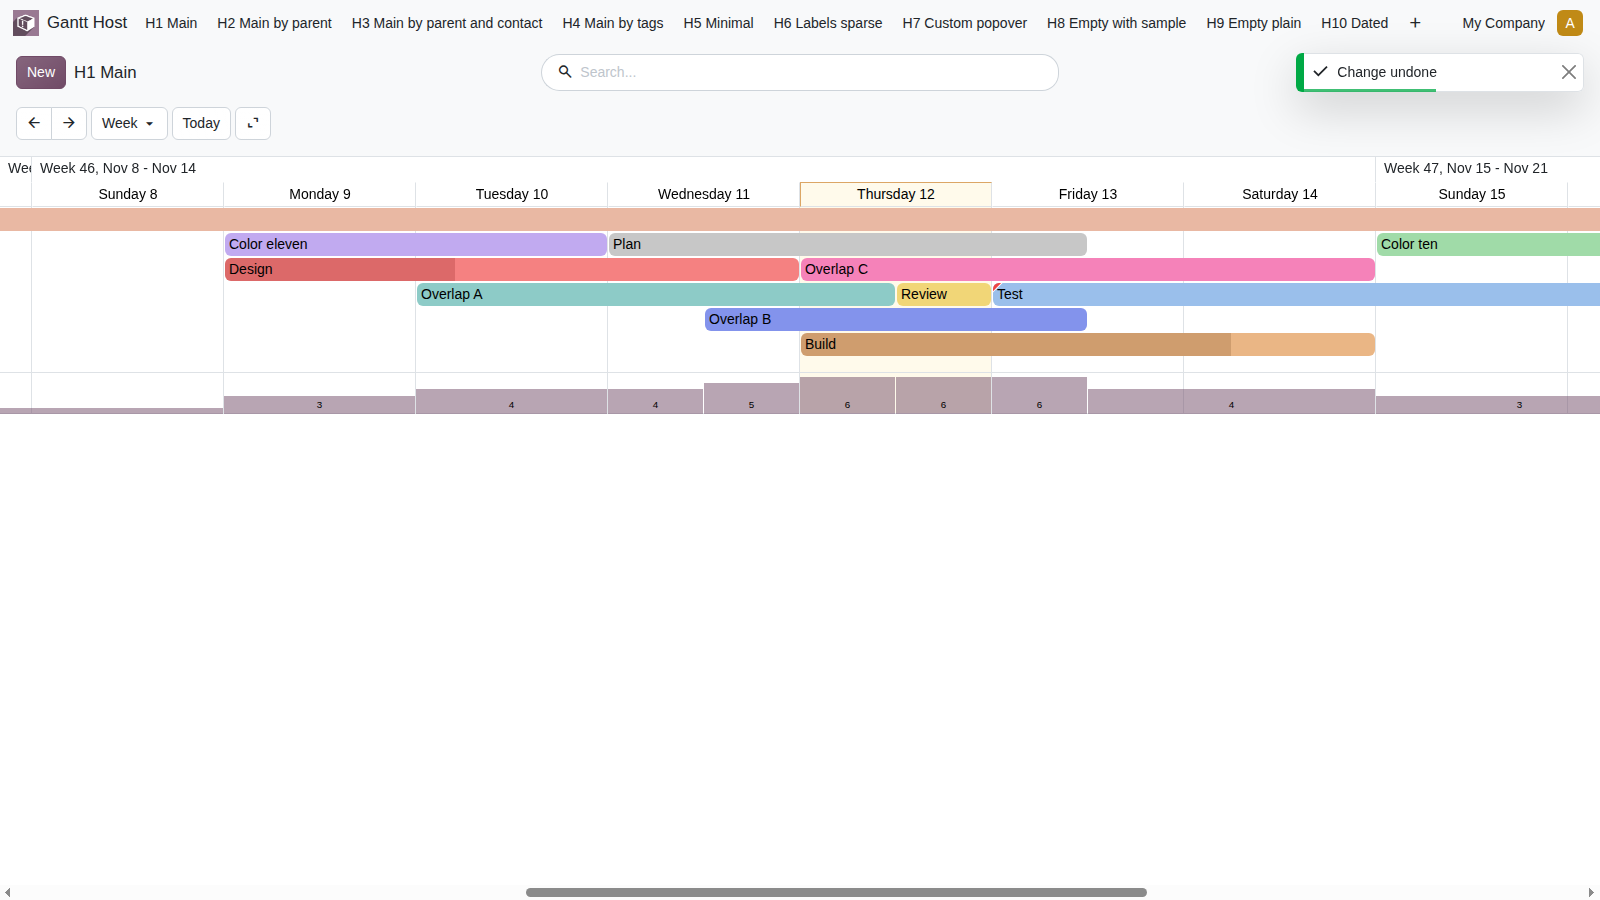 Gantt Host H1 Main H2 Main by parent H3 Main by parent and contact H4 Main by tags H5 Minimal H6 Labels sparse H7 Custom popover H8 Empty with sample H9 Empty plain H10 Dated + My Company A
New H1 Main Search... Change undone
Week Today
Week 46, Nov 8 - Nov 14 Week 47, Nov 15 - Nov 21
Sunday 8 Monday 9 Tuesday 10 Wednesday 11 Thursday 12 Friday 13 Saturday 14 Sunday 15
Color eleven Plan Color ten
Design Overlap C
Overlap A Review Test
Overlap B
Build
3 4 4 5 6 6 6 4 3